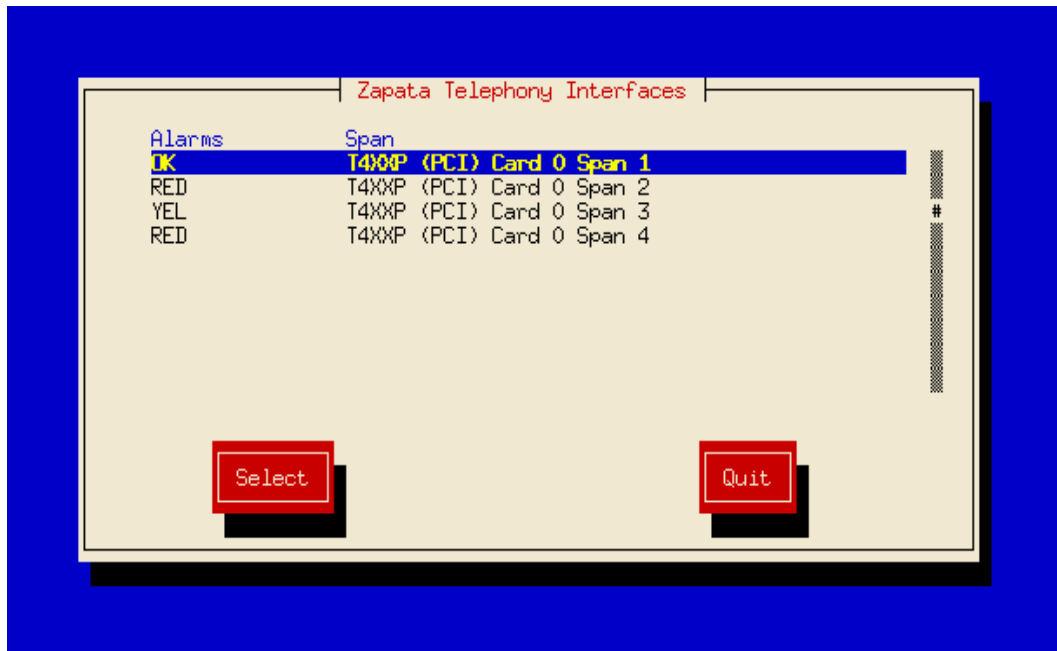 Zapata Telephony Interfaces
Alarms Span
OK T4XXP (PCI) Card 0 Span 1
RED T4XXP (PCI) Card 0 Span 2
YEL T4XXP (PCI) Card 0 Span 3
RED T4XXP (PCI) Card 0 Span 4
#
Select Quit